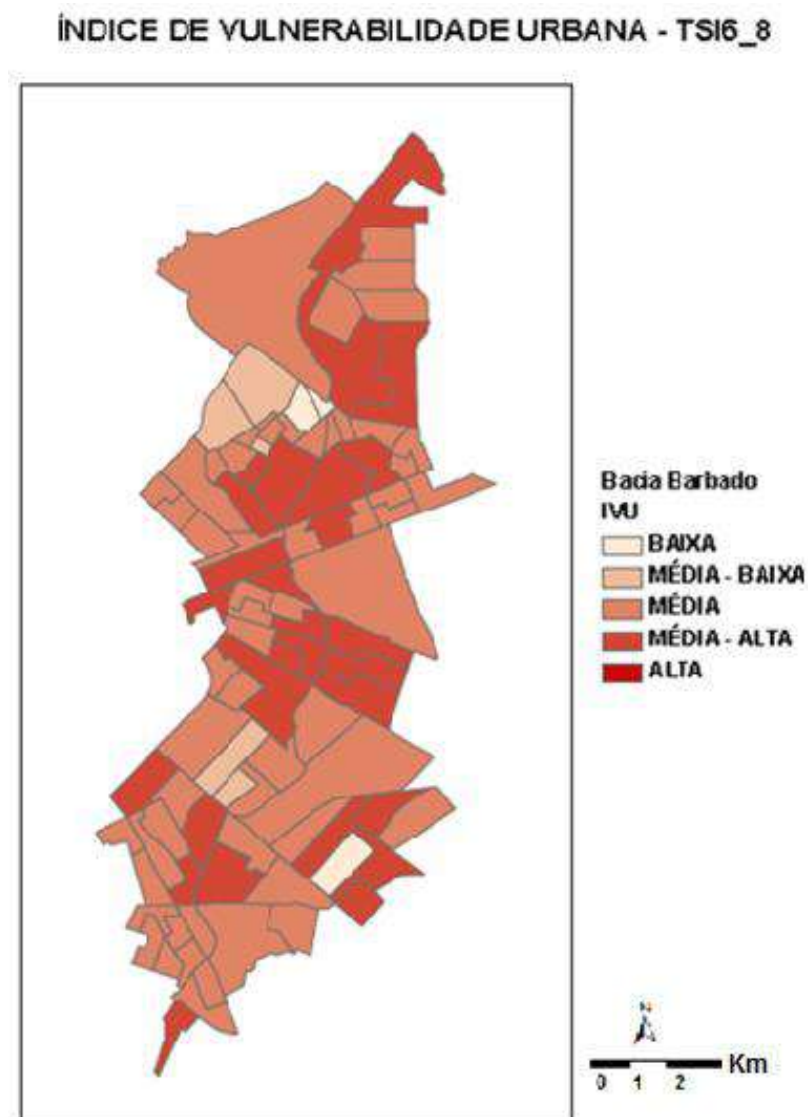 ÍNDICE DE VULNERABILIDADE URBANA - TSI6_8
Bacia Barbado
IVU
BAIXA
MÉDIA - BAIXA
MÉDIA
MÉDIA - ALTA
ALTA
N
Km
0 1 2